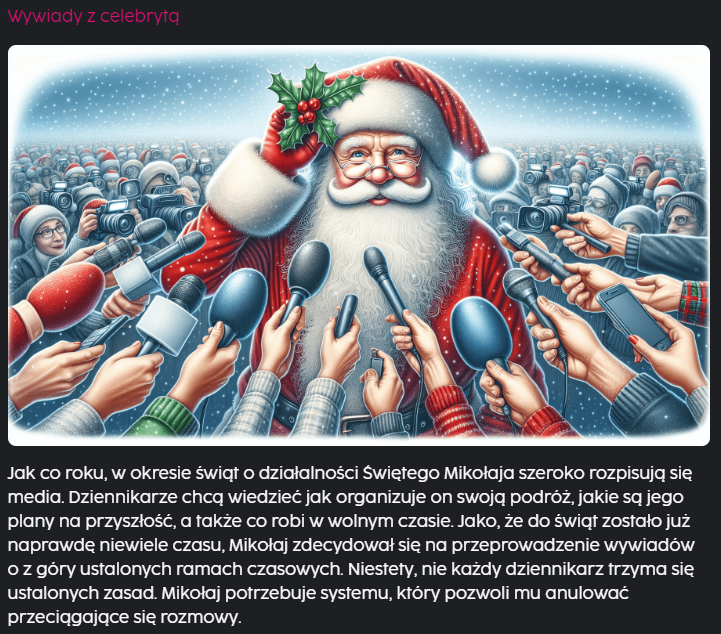 Wywiady z celebrytą
Jak co roku, w okresie świąt o działalności Świętego Mikołaja szeroko rozpisują się
media. Dziennikarze chcą wiedzieć jak organizuje on swoją podróż, jakie są jego
plany na przyszłość, a także co robi w wolnym czasie. Jako, że do świąt zostało już
naprawdę niewiele czasu, Mikołaj zdecydował się na przeprowadzenie wywiadów
o z góry ustalonych ramach czasowych. Niestety, nie każdy dziennikarz trzyma się
ustalonych zasad. Mikołaj potrzebuje systemu, który pozwoli mu anulować
przeciągające się rozmowy.